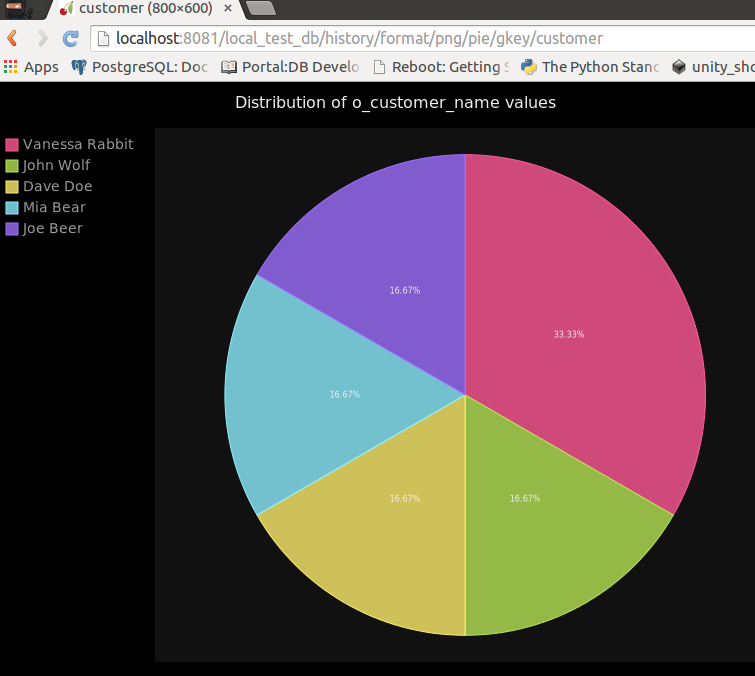 customer (800×600) ×
localhost:8081/local_test_db/history/format/png/pie/gkey/customer
Apps PostgreSQL: Doc Portal:DB Develo Reboot: Getting The Python Stanc unity_sho
Distribution of o_customer_name values
Vanessa Rabbit
John Wolf
Dave Doe
Mia Bear
Joe Beer
16.67%
33.33%
16.67%
16.67%
16.67%